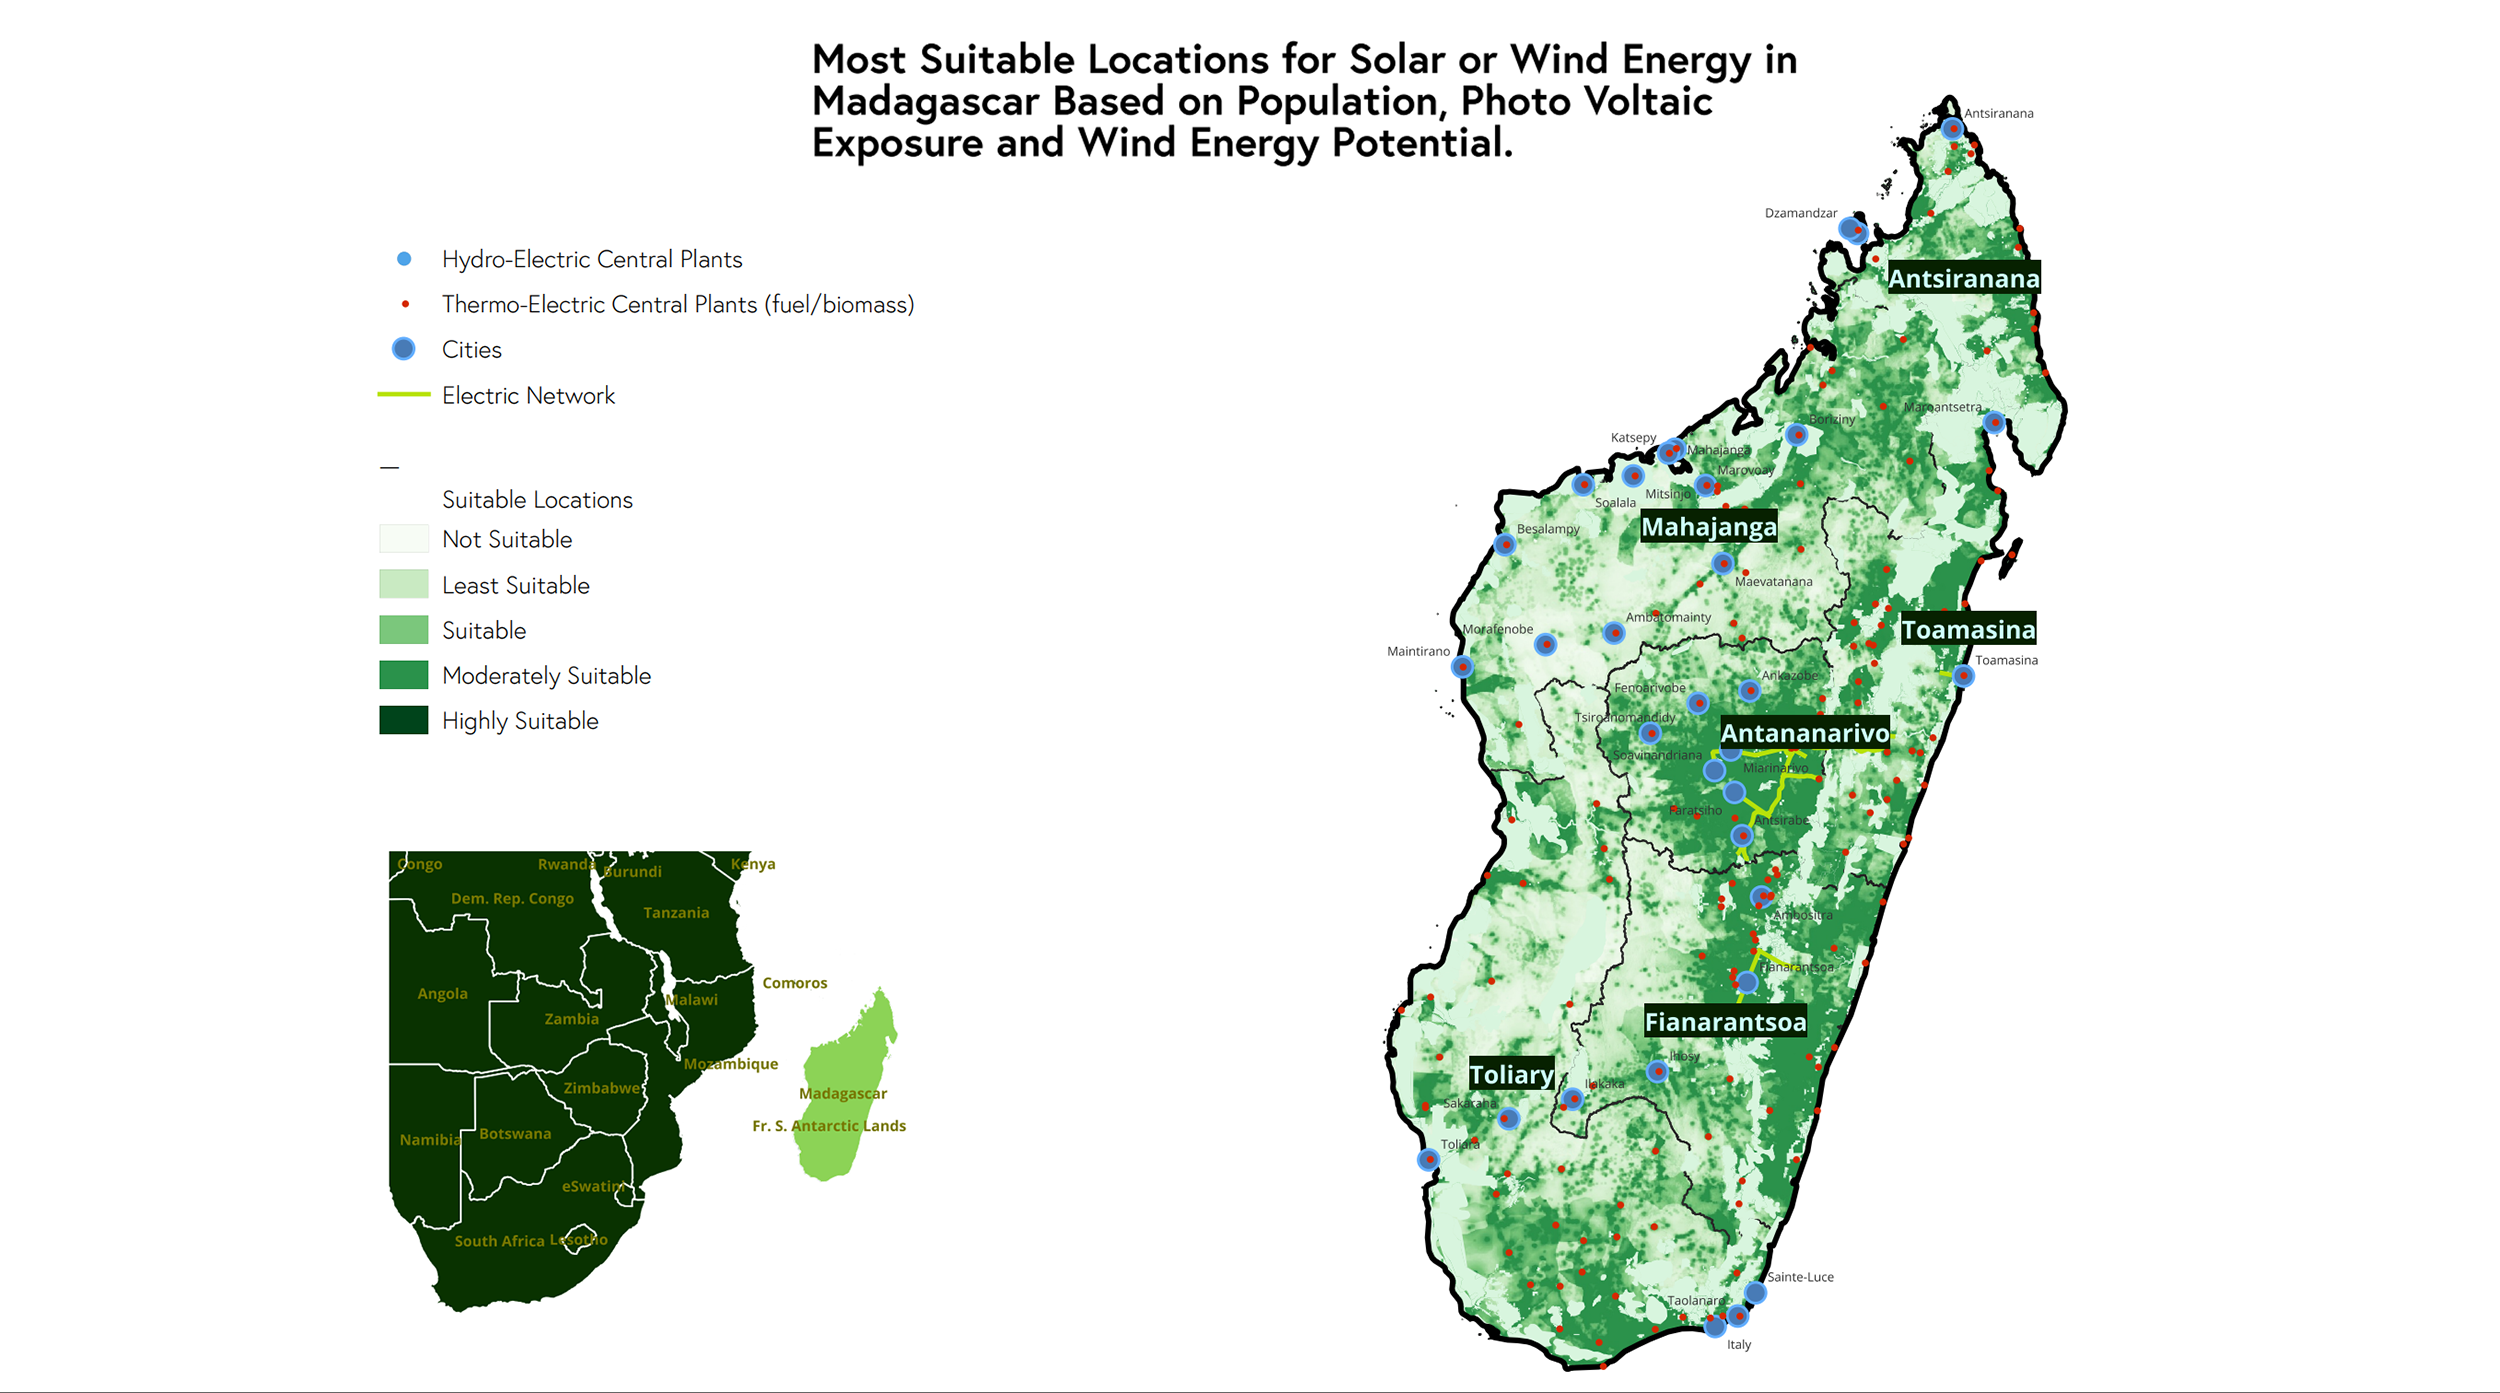 Most Suitable Locations for Solar or Wind Energy in
Madagascar Based on Population, Photo Voltaic
Exposure and Wind Energy Potential.
Hydro-Electric Central Plants
Thermo-Electric Central Plants (fuel/biomass)
Cities
Electric Network
—
Suitable Locations
Not Suitable
Least Suitable
Suitable
Moderately Suitable
Highly Suitable
Congo
Rwanda
Burundi
Kenya
Dem. Rep. Congo
Tanzania
Comoros
Angola
Malawi
Zambia
Mozambique
Zimbabwe
Madagascar
Fr. S. Antarctic Lands
Namibia
Botswana
eSwatini
South Africa
Lesotho
Antsiranana
Dzamandzar
Antsiranana
Maroantsetra
Boriziny
Katsepy
Mahajanga
Marovoay
Mitsinjo
Soalala
Mahajanga
Besalampy
Maevatanana
Ambatomainty
Morafenobe
Toamasina
Maintirano
Toamasina
Ankazobe
Fenoarivobe
Tsiroanomandidy
Antananarivo
Soavinandriana
Miarinarivo
Faratsiho
Antsirabe
Ambositra
Fianarantsoa
Fianarantsoa
Ihosy
Toliary
Ilakaka
Sakaraha
Toliara
Sainte-Luce
Taolanaro
Italy